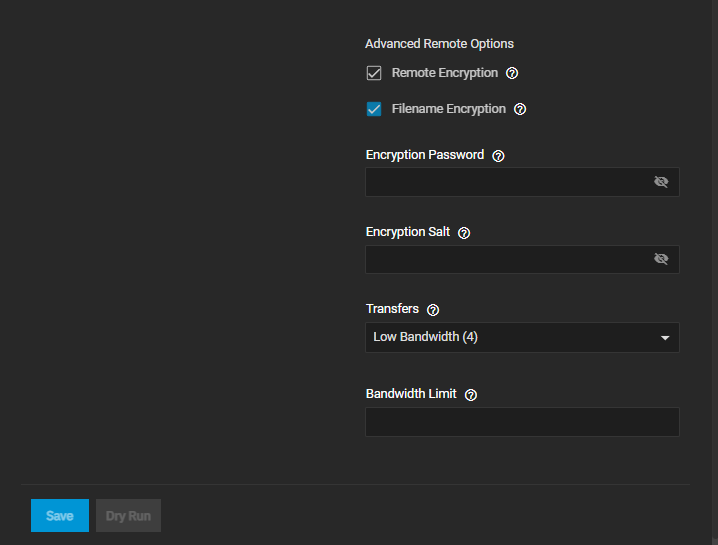 Advanced Remote Options
Remote Encryption
Filename Encryption
Encryption Password
Encryption Salt
Transfers
Low Bandwidth (4)
Bandwidth Limit
Save Dry Run